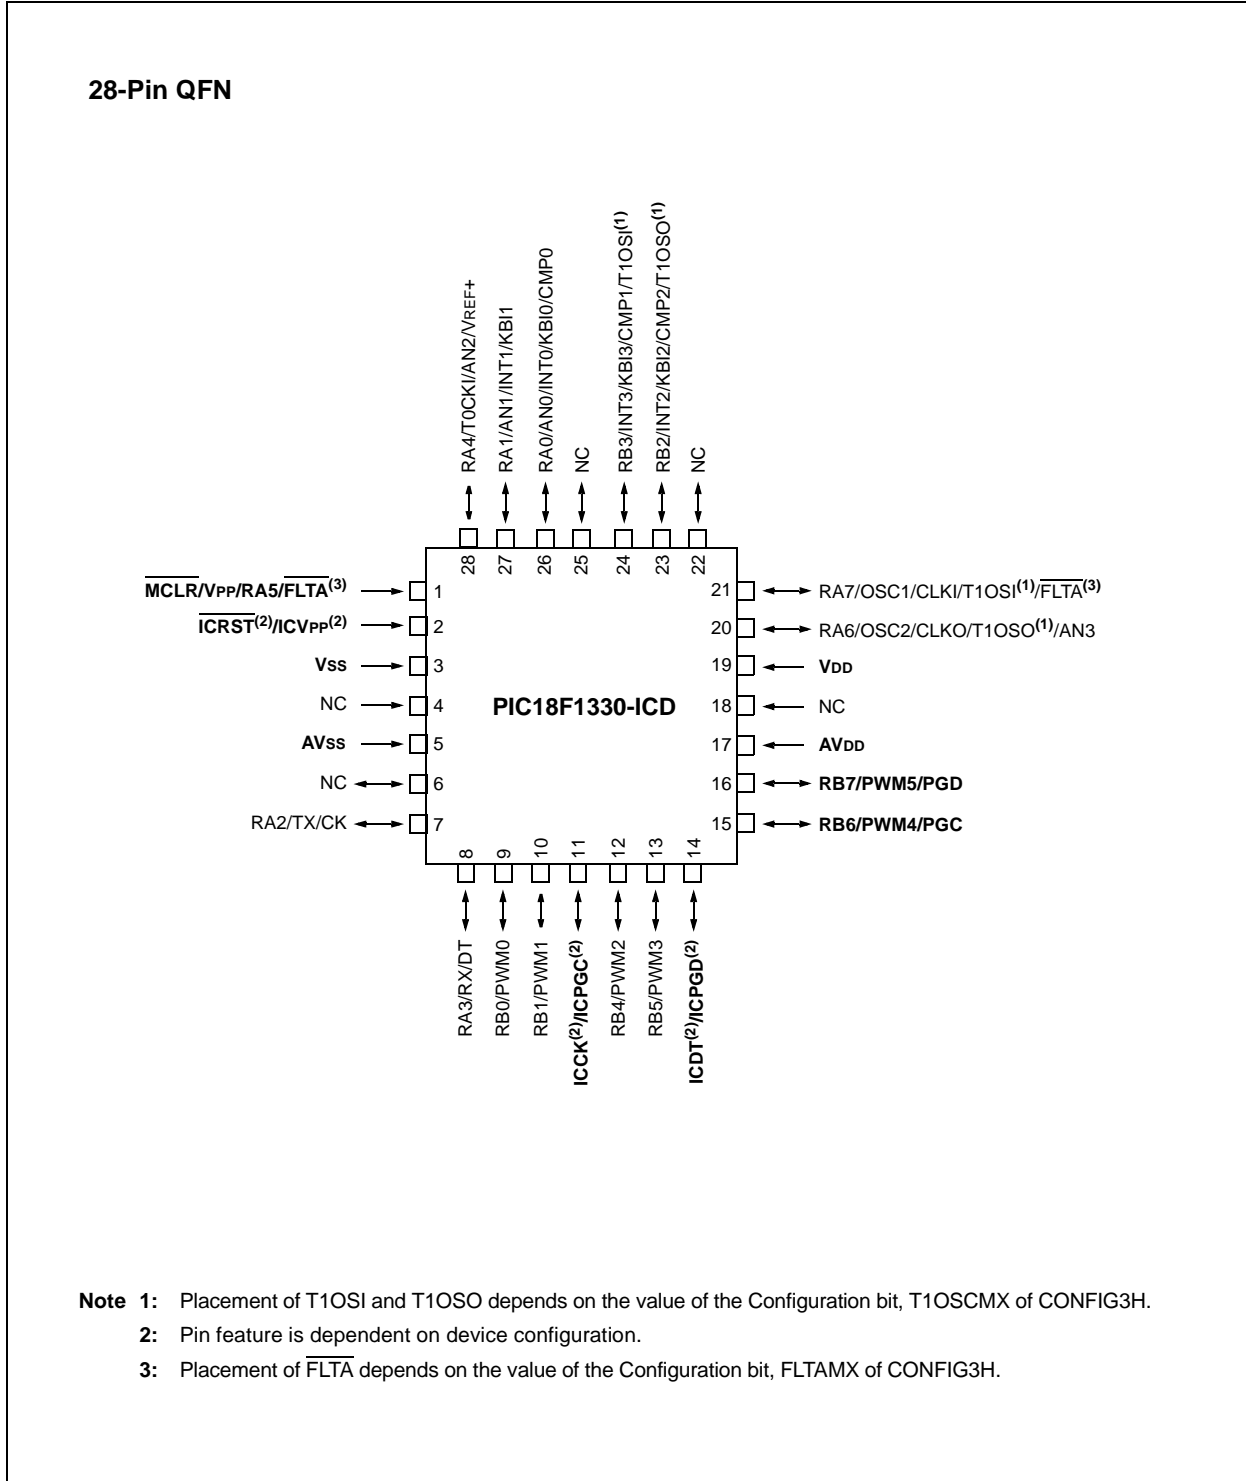 28-Pin QFN
RA4/T0CKI/AN2/VREF+
RA1/AN1/INT1/KBI1
RA0/AN0/INT0/KBI0/CMP0
NC
RB3/INT3/KBI3/CMP1/T1OSI(1)
RB2/INT2/KBI2/CMP2/T1OSO(1)
NC
28 27 26 25 24 23 22
MCLR/VPP/RA5/FLTA(3) 1
ICRST(2)/ICVPP(2) 2
VSS 3
NC 4
AVSS 5
NC 6
RA2/TX/CK 7
PIC18F1330-ICD
21 RA7/OSC1/CLKI/T1OSI(1)/FLTA(3)
20 RA6/OSC2/CLKO/T1OSO(1)/AN3
19 VDD
18 NC
17 AVDD
16 RB7/PWM5/PGD
15 RB6/PWM4/PGC
8 9 10 11 12 13 14
RA3/RX/DT
RB0/PWM0
RB1/PWM1
ICCK(2)/ICPGC(2)
RB4/PWM2
RB5/PWM3
ICDT(2)/ICPGD(2)
Note 1: Placement of T1OSI and T1OSO depends on the value of the Configuration bit, T1OSCMX of CONFIG3H.
2: Pin feature is dependent on device configuration.
3: Placement of FLTA depends on the value of the Configuration bit, FLTAMX of CONFIG3H.